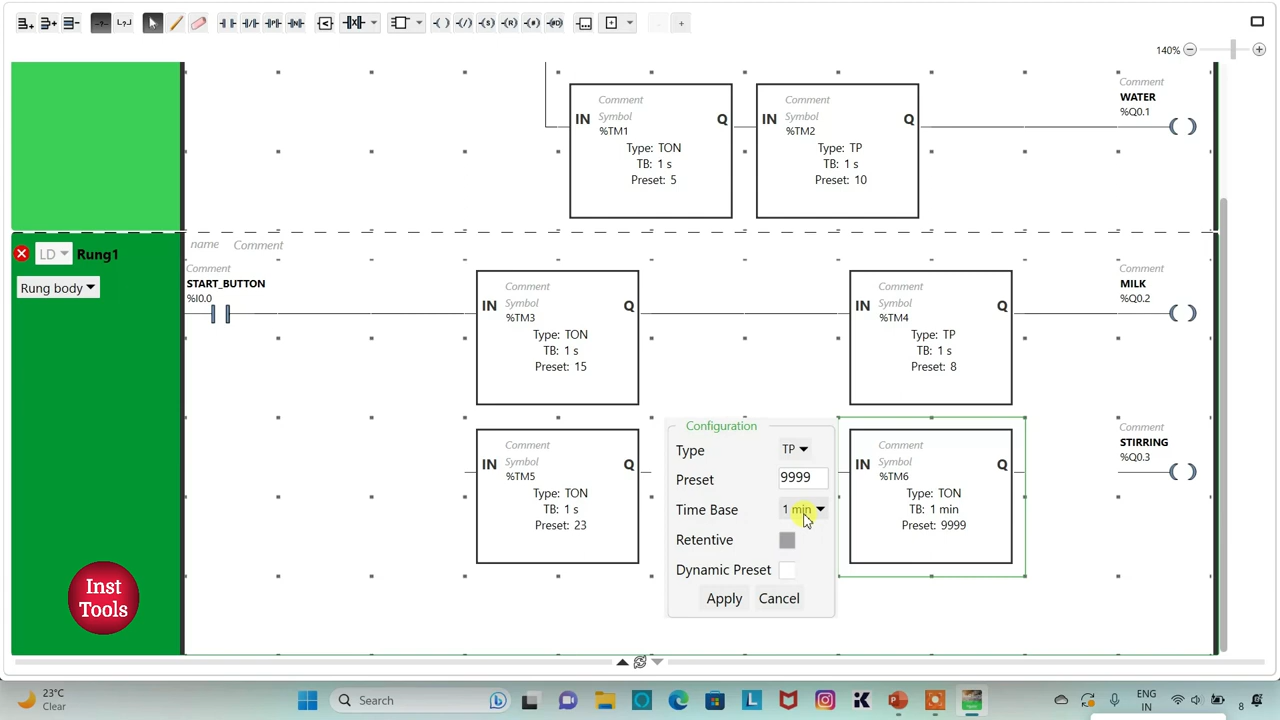 140%
Comment
WATER
%Q0.1
Comment
Symbol
IN
Q
%TM1
Type: TON
TB: 1 s
Preset: 5
Comment
Symbol
IN
Q
%TM2
Type: TP
TB: 1 s
Preset: 10
LD
Rung1
name
Comment
Rung body
Comment
START_BUTTON
%I0.0
Comment
Symbol
IN
Q
%TM3
Type: TON
TB: 1 s
Preset: 15
Comment
Symbol
IN
Q
%TM4
Type: TP
TB: 1 s
Preset: 8
Comment
MILK
%Q0.2
Comment
Symbol
IN
Q
%TM5
Type: TON
TB: 1 s
Preset: 23
Configuration
Type TP
Preset 9999
Time Base 1 min
Retentive
Dynamic Preset
Apply Cancel
Comment
Symbol
IN
Q
%TM6
Type: TON
TB: 1 min
Preset: 9999
Comment
STIRRING
%Q0.3
Inst
Tools
23°C
Clear
Search
ENG
IN
8